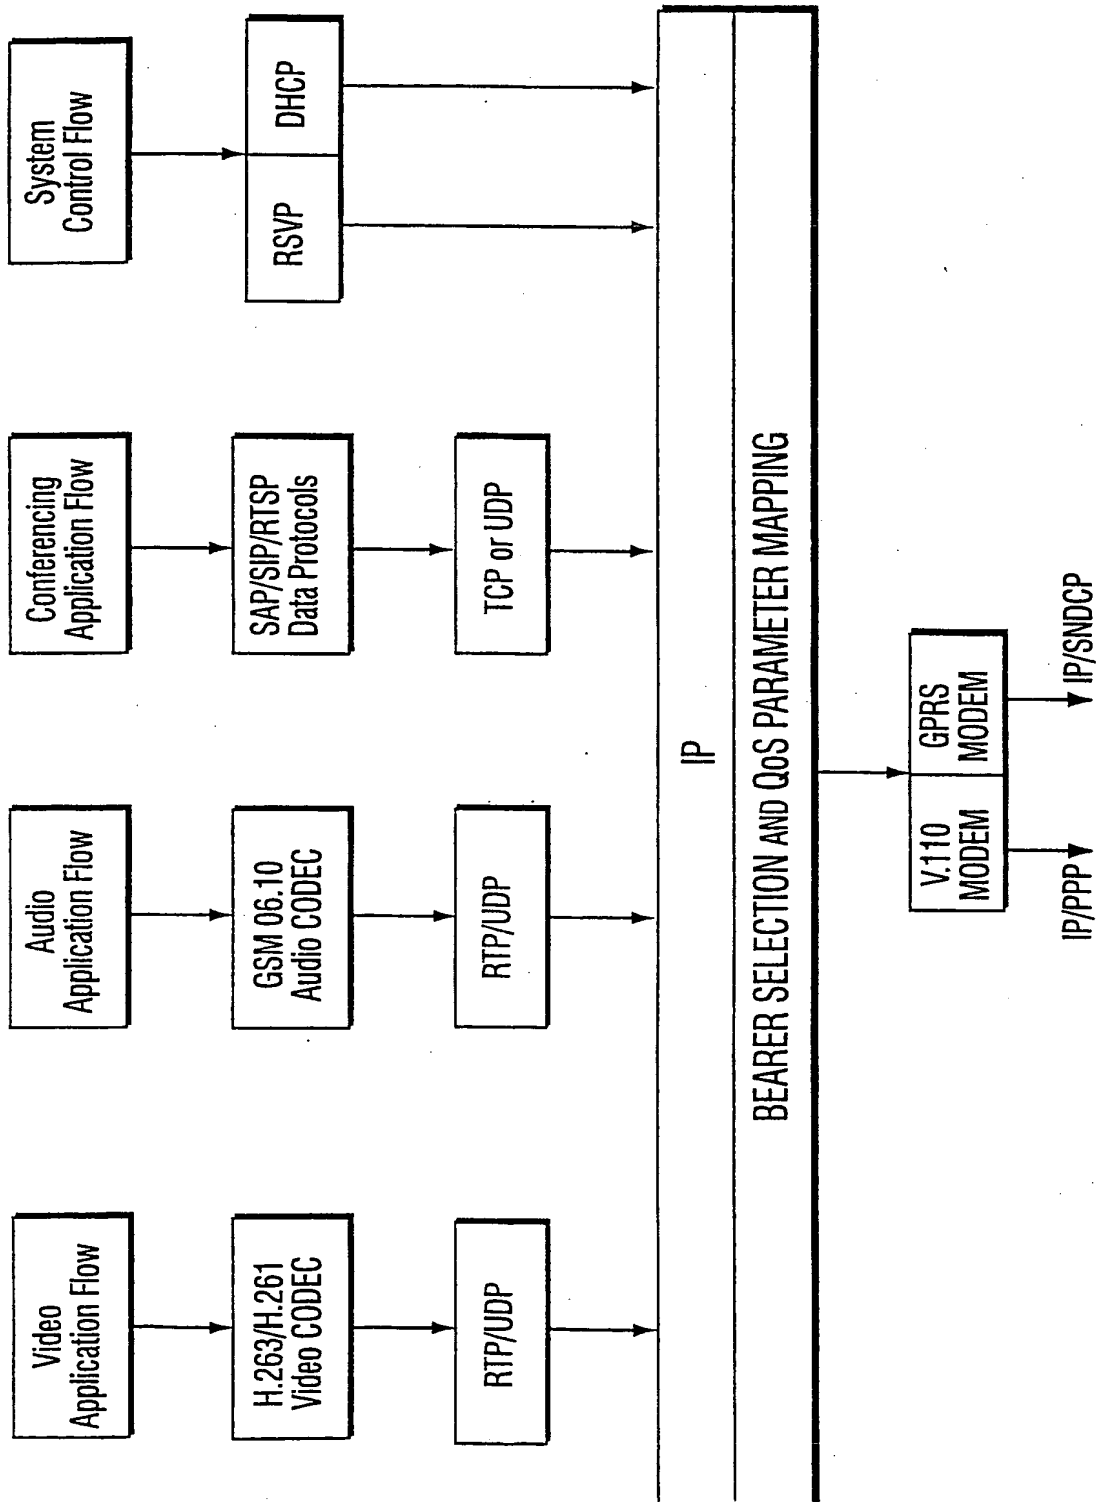 Video
Application Flow
Audio
Application Flow
Conferencing
Application Flow
System
Control Flow
H.263/H.261
Video CODEC
GSM 06.10
Audio CODEC
SAP/SIP/RTSP
Data Protocols
RSVP
DHCP
RTP/UDP
RTP/UDP
TCP or UDP
IP
BEARER SELECTION AND QoS PARAMETER MAPPING
V.110
MODEM
GPRS
MODEM
IP/PPP
IP/SNDCP